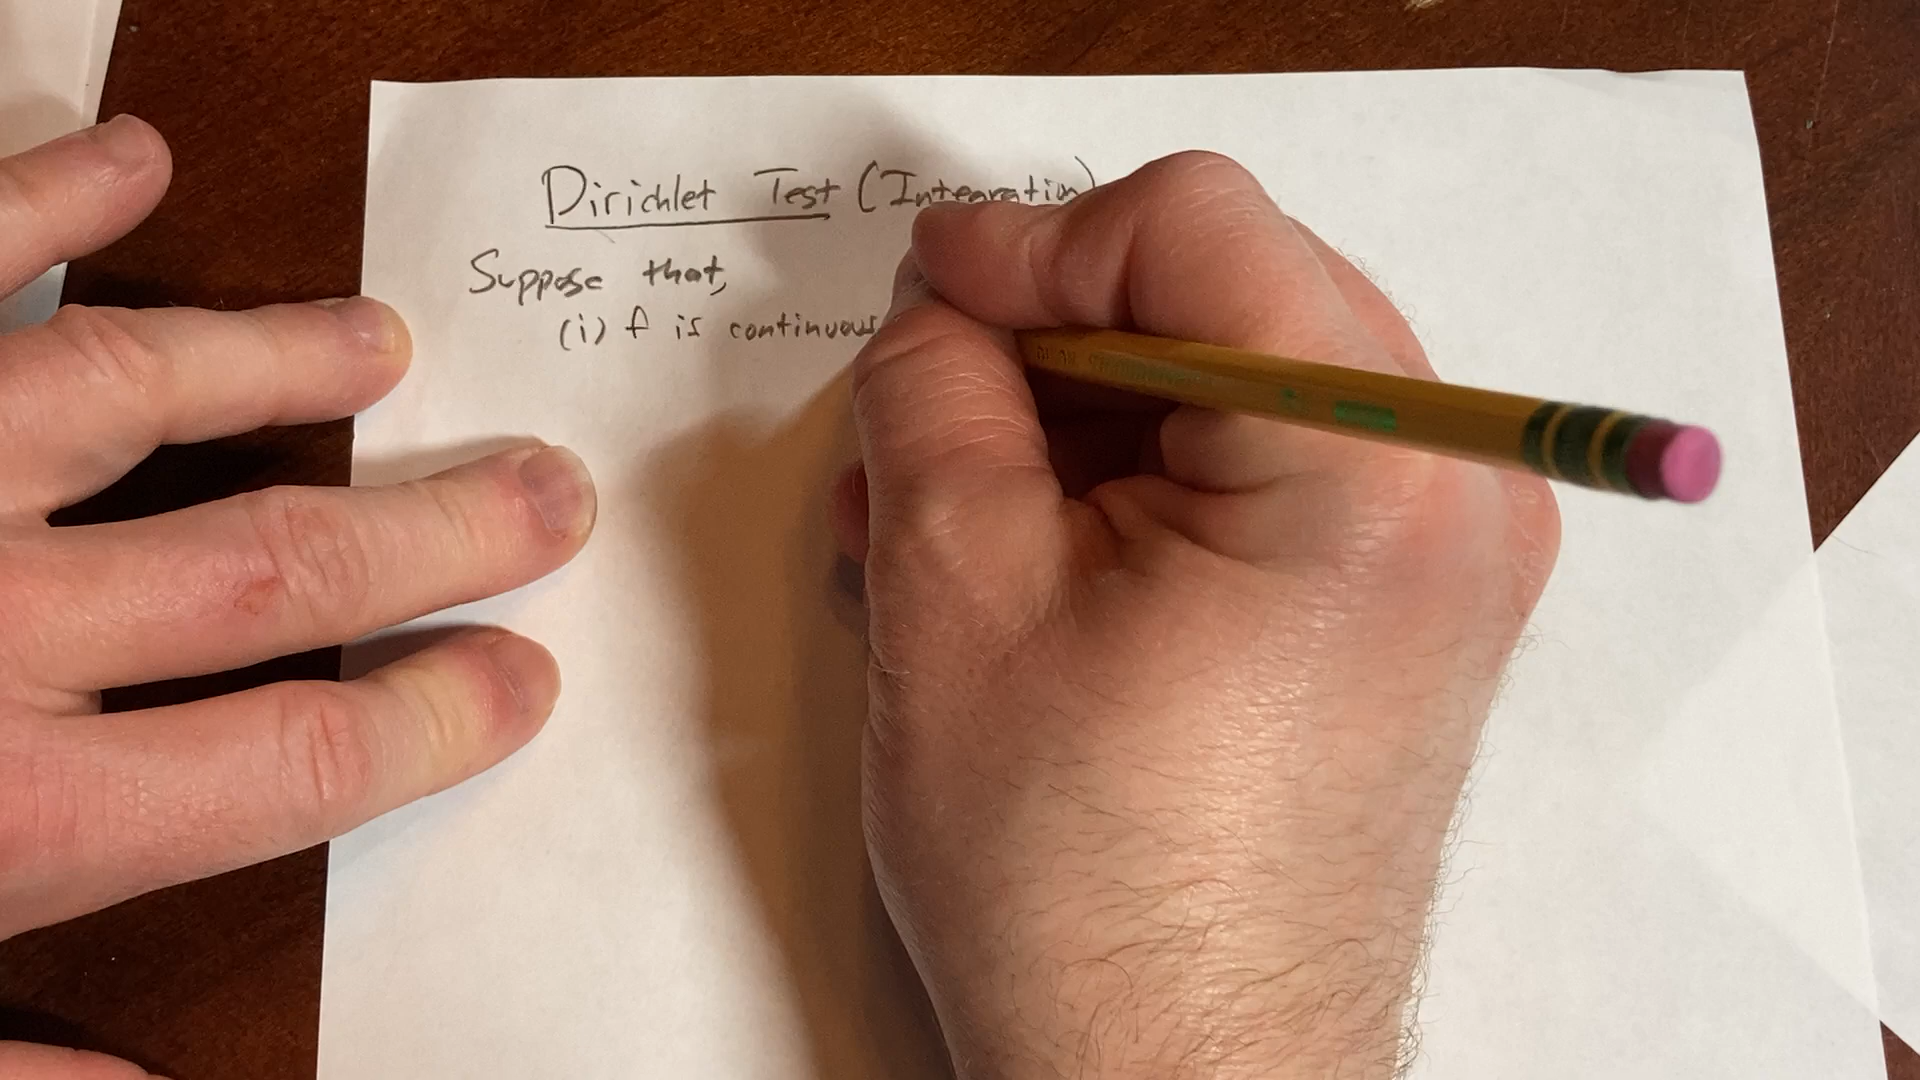 Dirichlet Test (Integration)
Suppose that,
(i) f is continuous